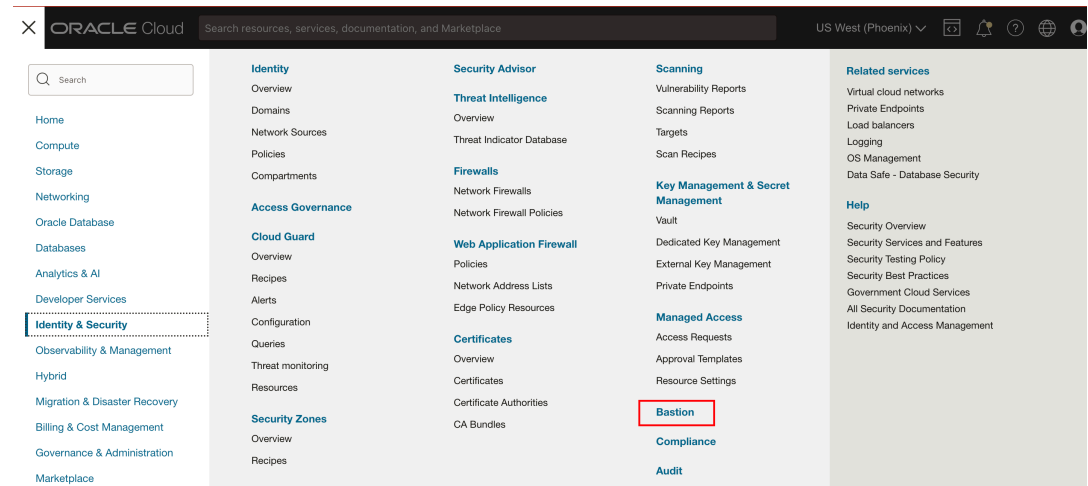 ORACLE Cloud
Search resources, services, documentation, and Marketplace
US West (Phoenix)
Search
Home
Compute
Storage
Networking
Oracle Database
Databases
Analytics & AI
Developer Services
Identity & Security
Observability & Management
Hybrid
Migration & Disaster Recovery
Billing & Cost Management
Governance & Administration
Marketplace
Identity
Overview
Domains
Network Sources
Policies
Compartments
Access Governance
Cloud Guard
Overview
Recipes
Alerts
Configuration
Queries
Threat monitoring
Resources
Security Zones
Overview
Recipes
Security Advisor
Threat Intelligence
Overview
Threat Indicator Database
Firewalls
Network Firewalls
Network Firewall Policies
Web Application Firewall
Policies
Network Address Lists
Edge Policy Resources
Certificates
Overview
Certificates
Certificate Authorities
CA Bundles
Scanning
Vulnerability Reports
Scanning Reports
Targets
Scan Recipes
Key Management & Secret
Management
Vault
Dedicated Key Management
External Key Management
Private Endpoints
Managed Access
Access Requests
Approval Templates
Resource Settings
Bastion
Compliance
Audit
Related services
Virtual cloud networks
Private Endpoints
Load balancers
Logging
OS Management
Data Safe - Database Security
Help
Security Overview
Security Services and Features
Security Testing Policy
Security Best Practices
Government Cloud Services
All Security Documentation
Identity and Access Management